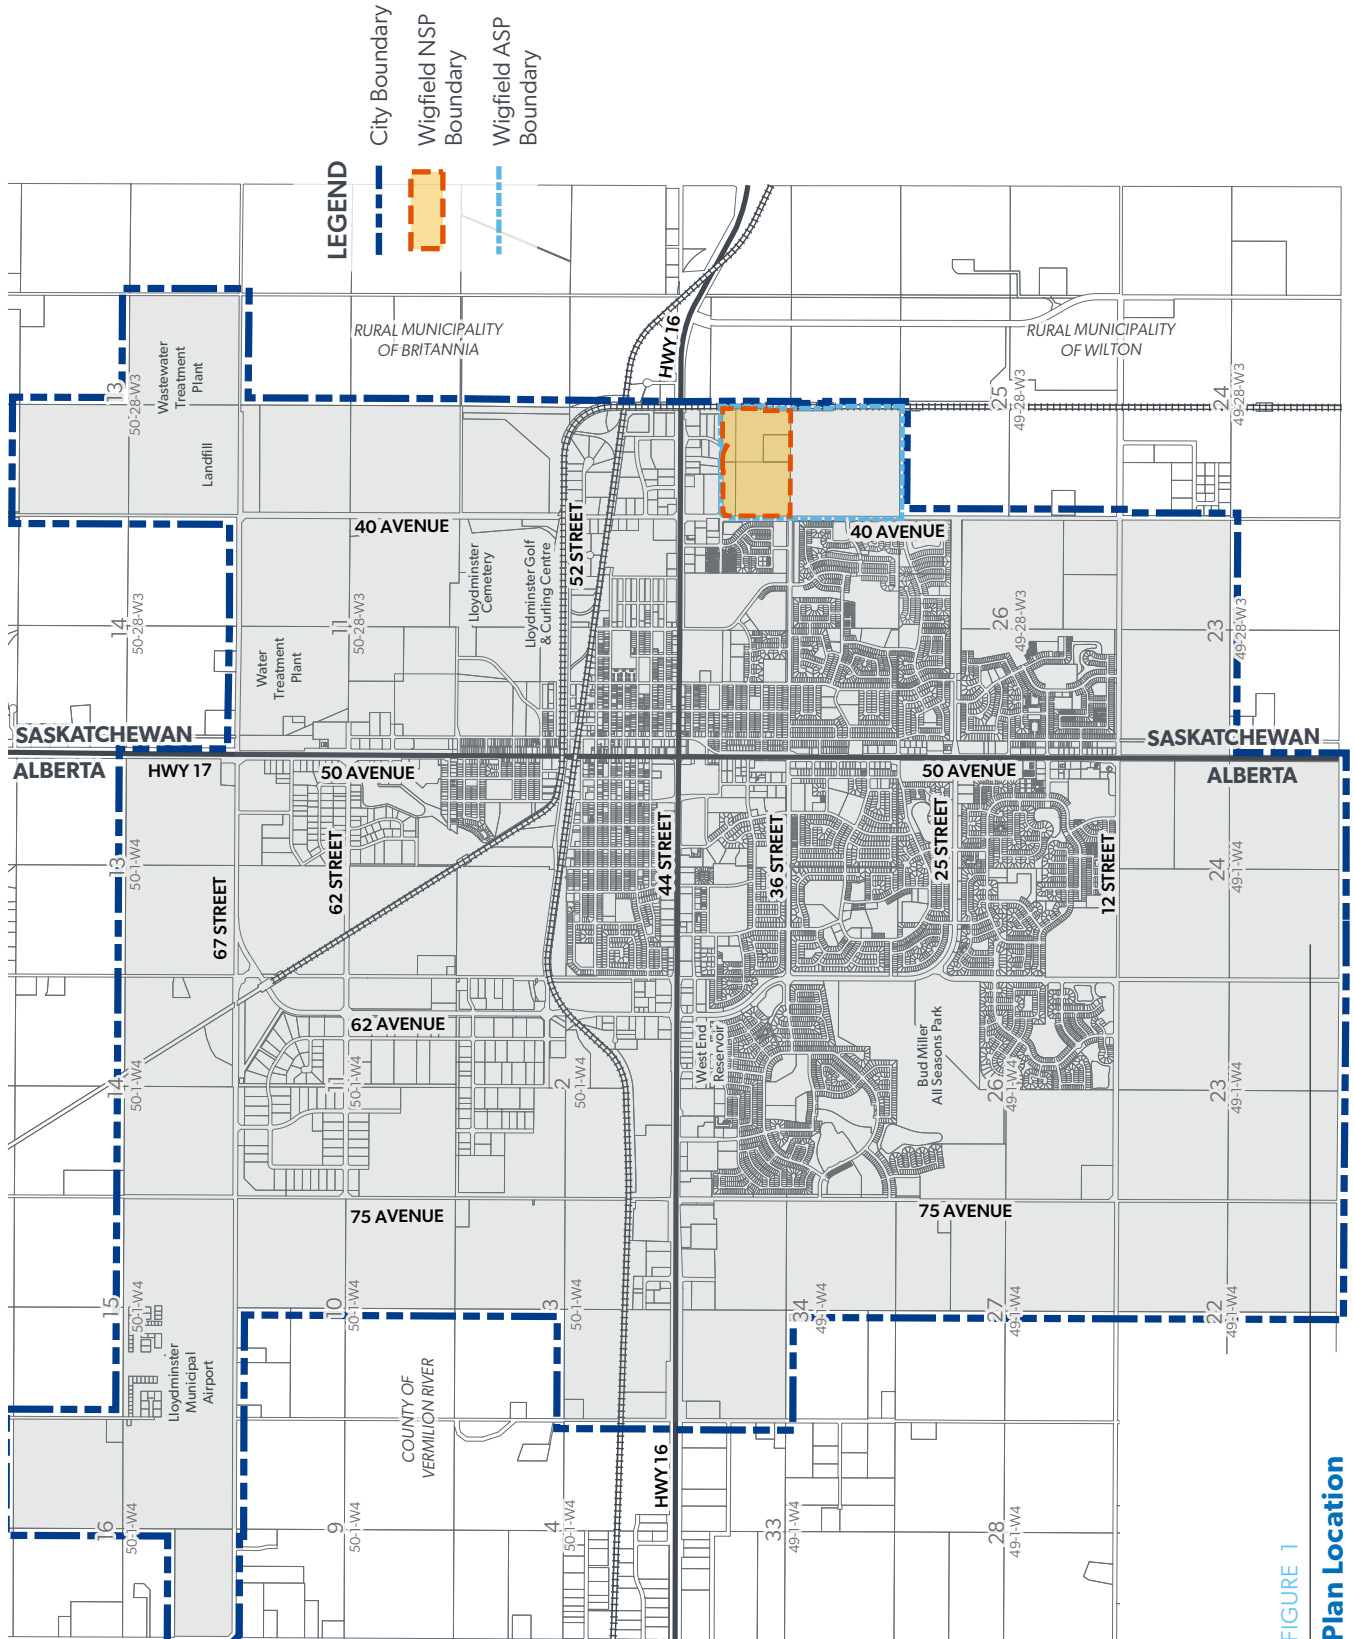 LEGEND
City Boundary
Wigfield NSP
Boundary
Wigfield ASP
Boundary
RURAL MUNICIPALITY
OF BRITANNIA
HWY 16
RURAL MUNICIPALITY
OF WILTON
13
50-28-W3
Wastewater
Treatment
Plant
Landfill
25
49-28-W3
24
49-28-W3
40 AVENUE
52 STREET
40 AVENUE
Lloydminster
Cemetery
Lloydminster Golf
& Curling Centre
14
50-28-W3
11
50-28-W3
Water
Treatment
Plant
26
49-28-W3
23
49-28-W3
SASKATCHEWAN
SASKATCHEWAN
ALBERTA
HWY 17
50 AVENUE
50 AVENUE
ALBERTA
13
50-1-W4
67 STREET
62 STREET
44 STREET
36 STREET
25 STREET
12 STREET
24
49-1-W4
62 AVENUE
14
50-1-W4
11
50-1-W4
2
50-1-W4
West End
Reservoir
Bud Miller
All Seasons Park
26
49-1-W4
23
49-1-W4
75 AVENUE
75 AVENUE
15
50-1-W4
10
50-1-W4
3
50-1-W4
34
49-1-W4
27
49-1-W4
22
49-1-W4
Lloydminster
Municipal
Airport
COUNTY OF
VERMILION RIVER
HWY 16
16
50-1-W4
9
50-1-W4
4
50-1-W4
33
49-1-W4
28
49-1-W4
FIGURE 1
Plan Location